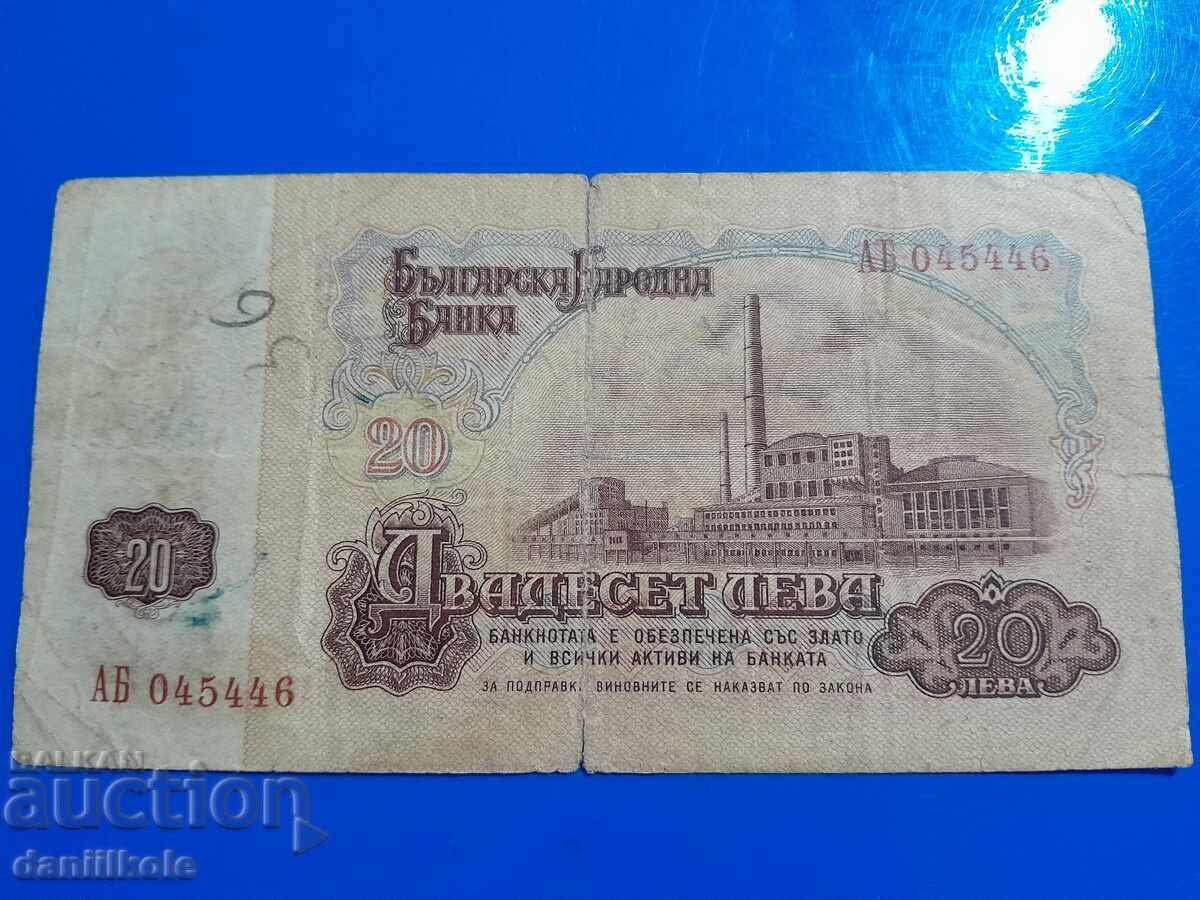 Българска Народна
Банка
АБ 045446
20
20
Двадесет лева
БАНКНОТАТА Е ОБЕЗПЕЧЕНА СЪС ЗЛАТО
И ВСИЧКИ АКТИВИ НА БАНКАТА
ЗА ПОДПРАВК. ВИНОВНИТЕ СЕ НАКАЗВАТ ПО ЗАКОНА
20
ЛЕВА
АБ 045446
BALKAN
auction
daniilkole